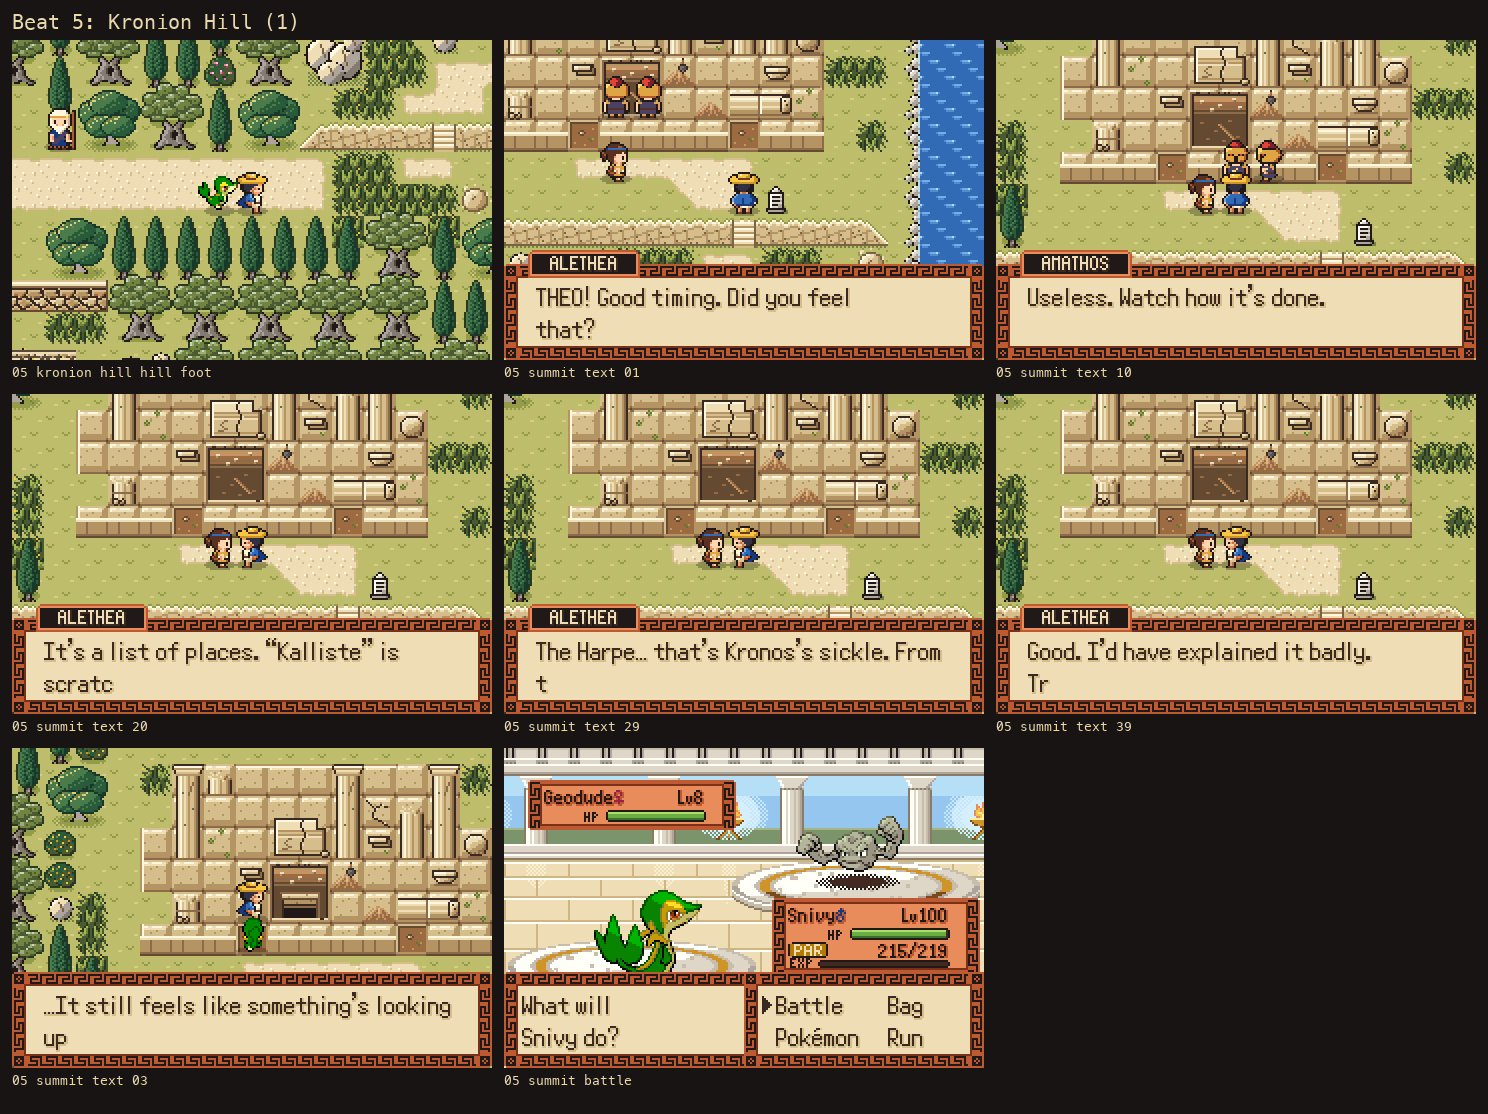 Beat 5: Kronion Hill (1)
05 kronion hill hill foot
ALETHEA
THEO! Good timing. Did you feel
that?
05 summit text 01
AMATHOS
Useless. Watch how it's done.
05 summit text 10
ALETHEA
It's a list of places. “Kalliste” is
scratc
05 summit text 20
ALETHEA
The Harpe… that's Kronos's sickle. From
t
05 summit text 29
ALETHEA
Good. I'd have explained it badly.
Tr
05 summit text 39
…It still feels like something's looking
up
05 summit text 03
Geodude♀ Lv8
HP
Snivy♂ Lv100
HP
PAR 215/219
EXP
What will
Snivy do?
Battle Bag
Pokémon Run
05 summit battle